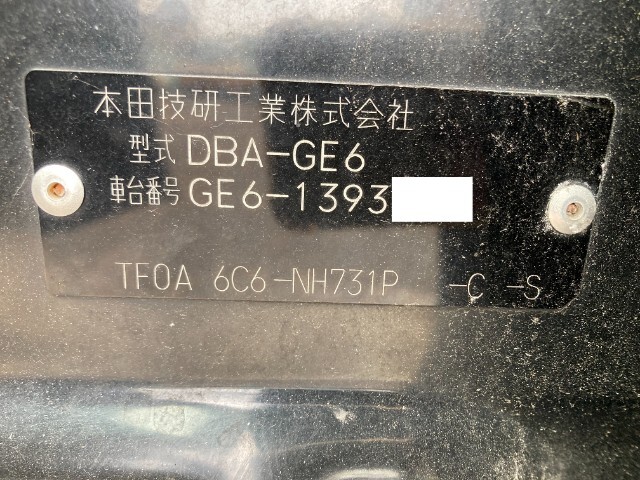 本田技研工業株式会社
型式 DBA-GE6
車台番号 GE6-1393
TF0A 6C6-NH731P -C -S